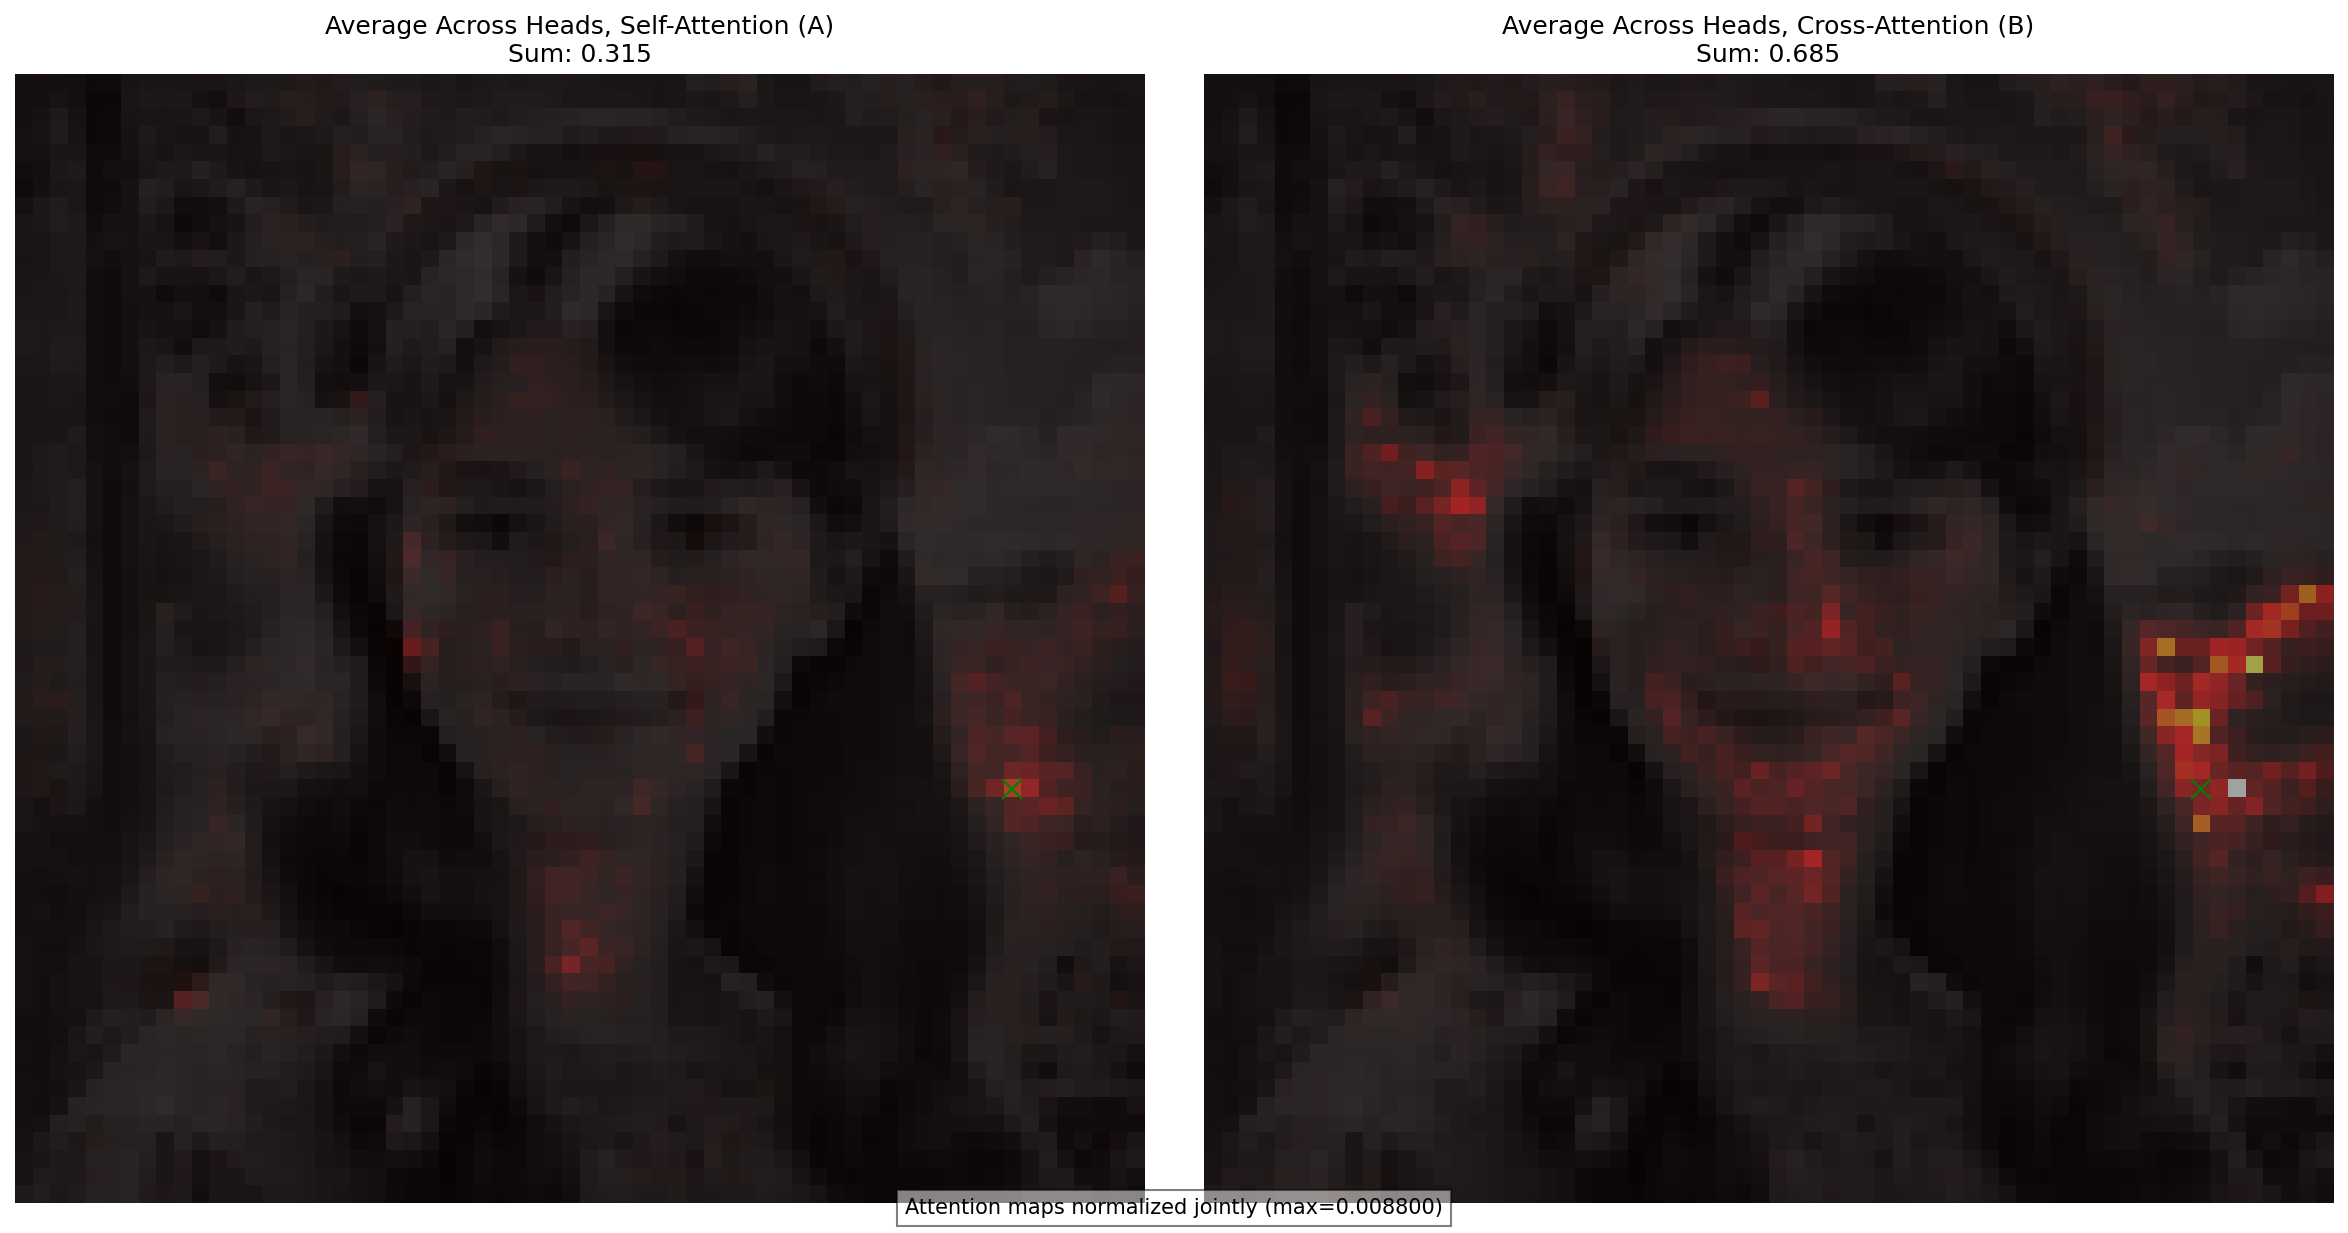 Average Across Heads, Self-Attention (A)
Sum: 0.315
Average Across Heads, Cross-Attention (B)
Sum: 0.685
Attention maps normalized jointly (max=0.008800)